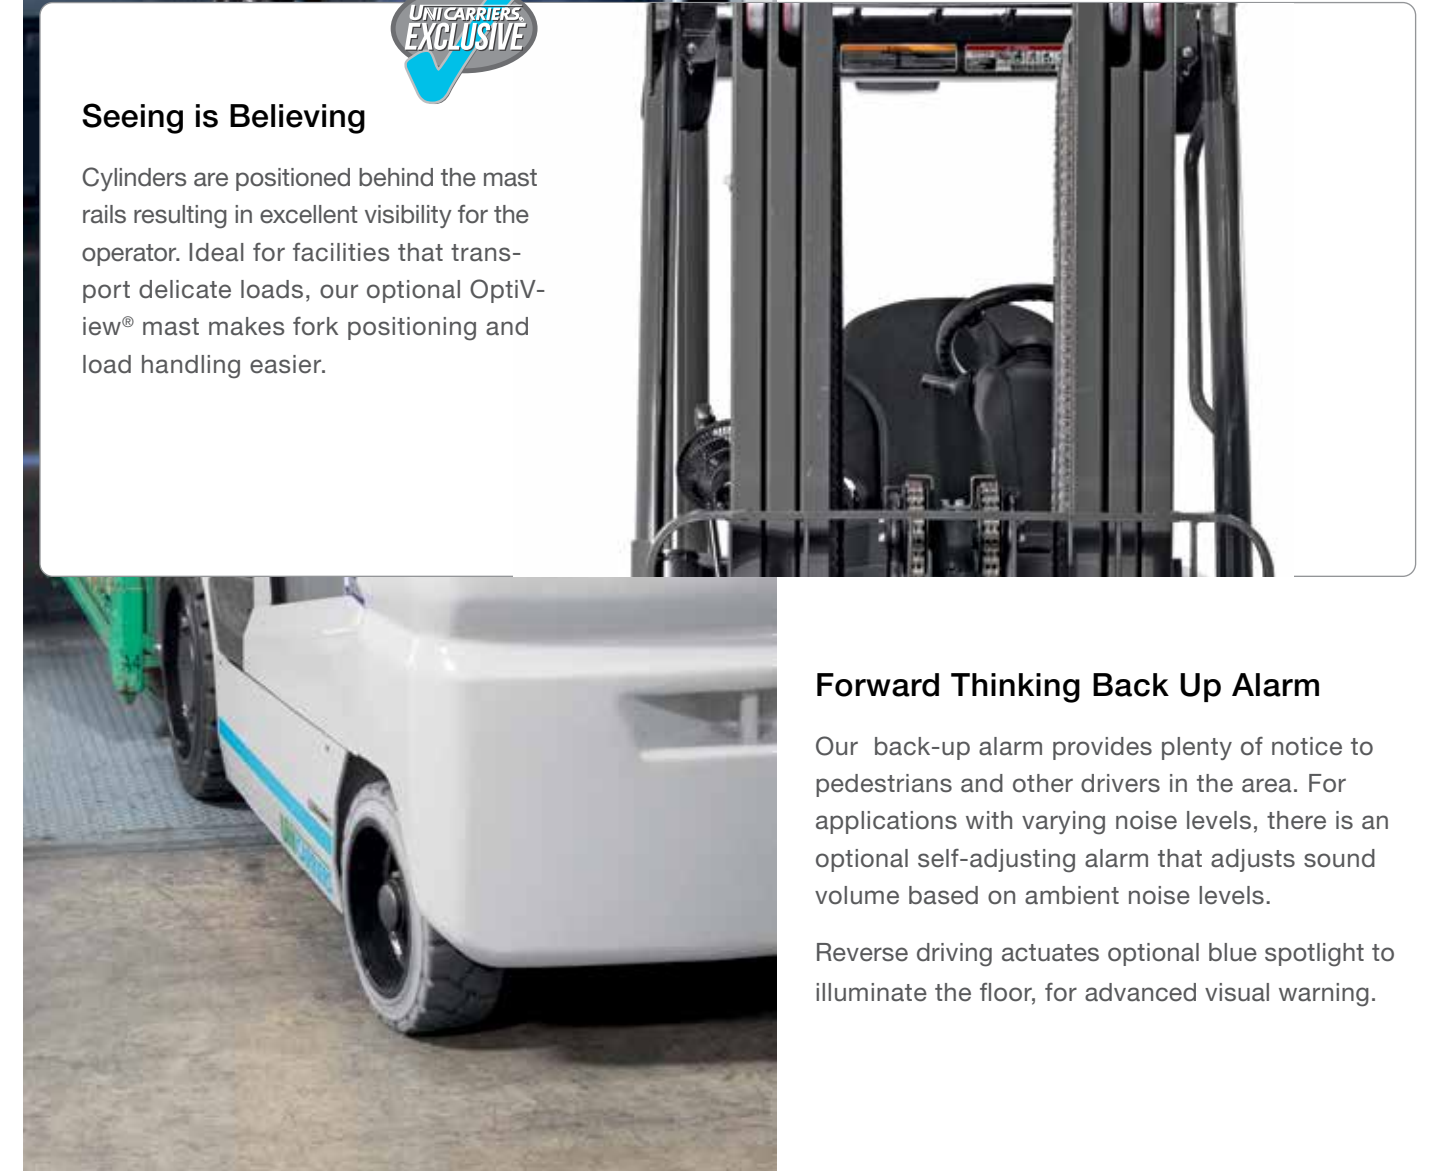 UNICARRIERS®
EXCLUSIVE
Seeing is Believing
Cylinders are positioned behind the mast
rails resulting in excellent visibility for the
operator. Ideal for facilities that trans-
port delicate loads, our optional OptiV-
iew® mast makes fork positioning and
load handling easier.
UNICARRIERS
Forward Thinking Back Up Alarm
Our  back-up alarm provides plenty of notice to
pedestrians and other drivers in the area. For
applications with varying noise levels, there is an
optional self-adjusting alarm that adjusts sound
volume based on ambient noise levels.
Reverse driving actuates optional blue spotlight to
illuminate the floor, for advanced visual warning.